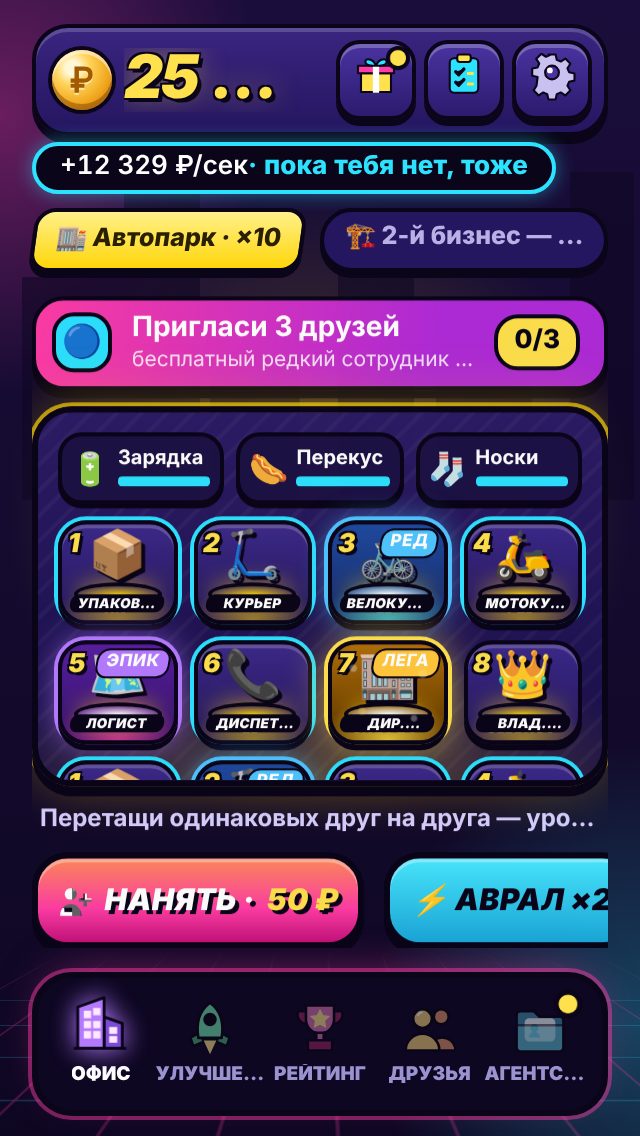 ₽ 25 ...
+12 329 ₽/сек· пока тебя нет, тоже
Автопарк · ×10
2-й бизнес — ...
Пригласи 3 друзей
бесплатный редкий сотрудник ...
0/3
Зарядка
Перекус
Носки
1
2
3 РЕД
4
УПАКОВ...
КУРЬЕР
ВЕЛОКУ...
МОТОКУ...
5 ЭПИК
6
7 ЛЕГА
8
ЛОГИСТ
ДИСПЕТ...
ДИР....
ВЛАД....
Перетащи одинаковых друг на друга — уро...
НАНЯТЬ · 50 ₽
АВРАЛ ×2
ОФИС
УЛУЧШЕ...
РЕЙТИНГ
ДРУЗЬЯ
АГЕНТС...